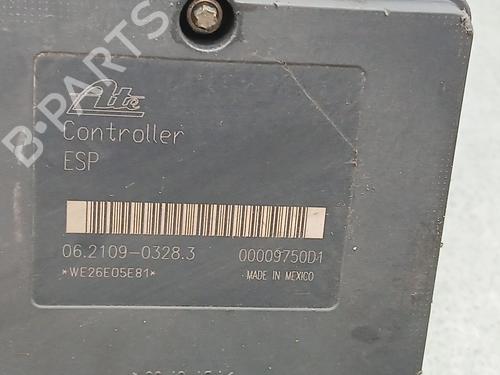 Ate
Controller
ESP
06.2109-0328.3 00009750D1
*WE26E05E81* MADE IN MEXICO
B-PARTS